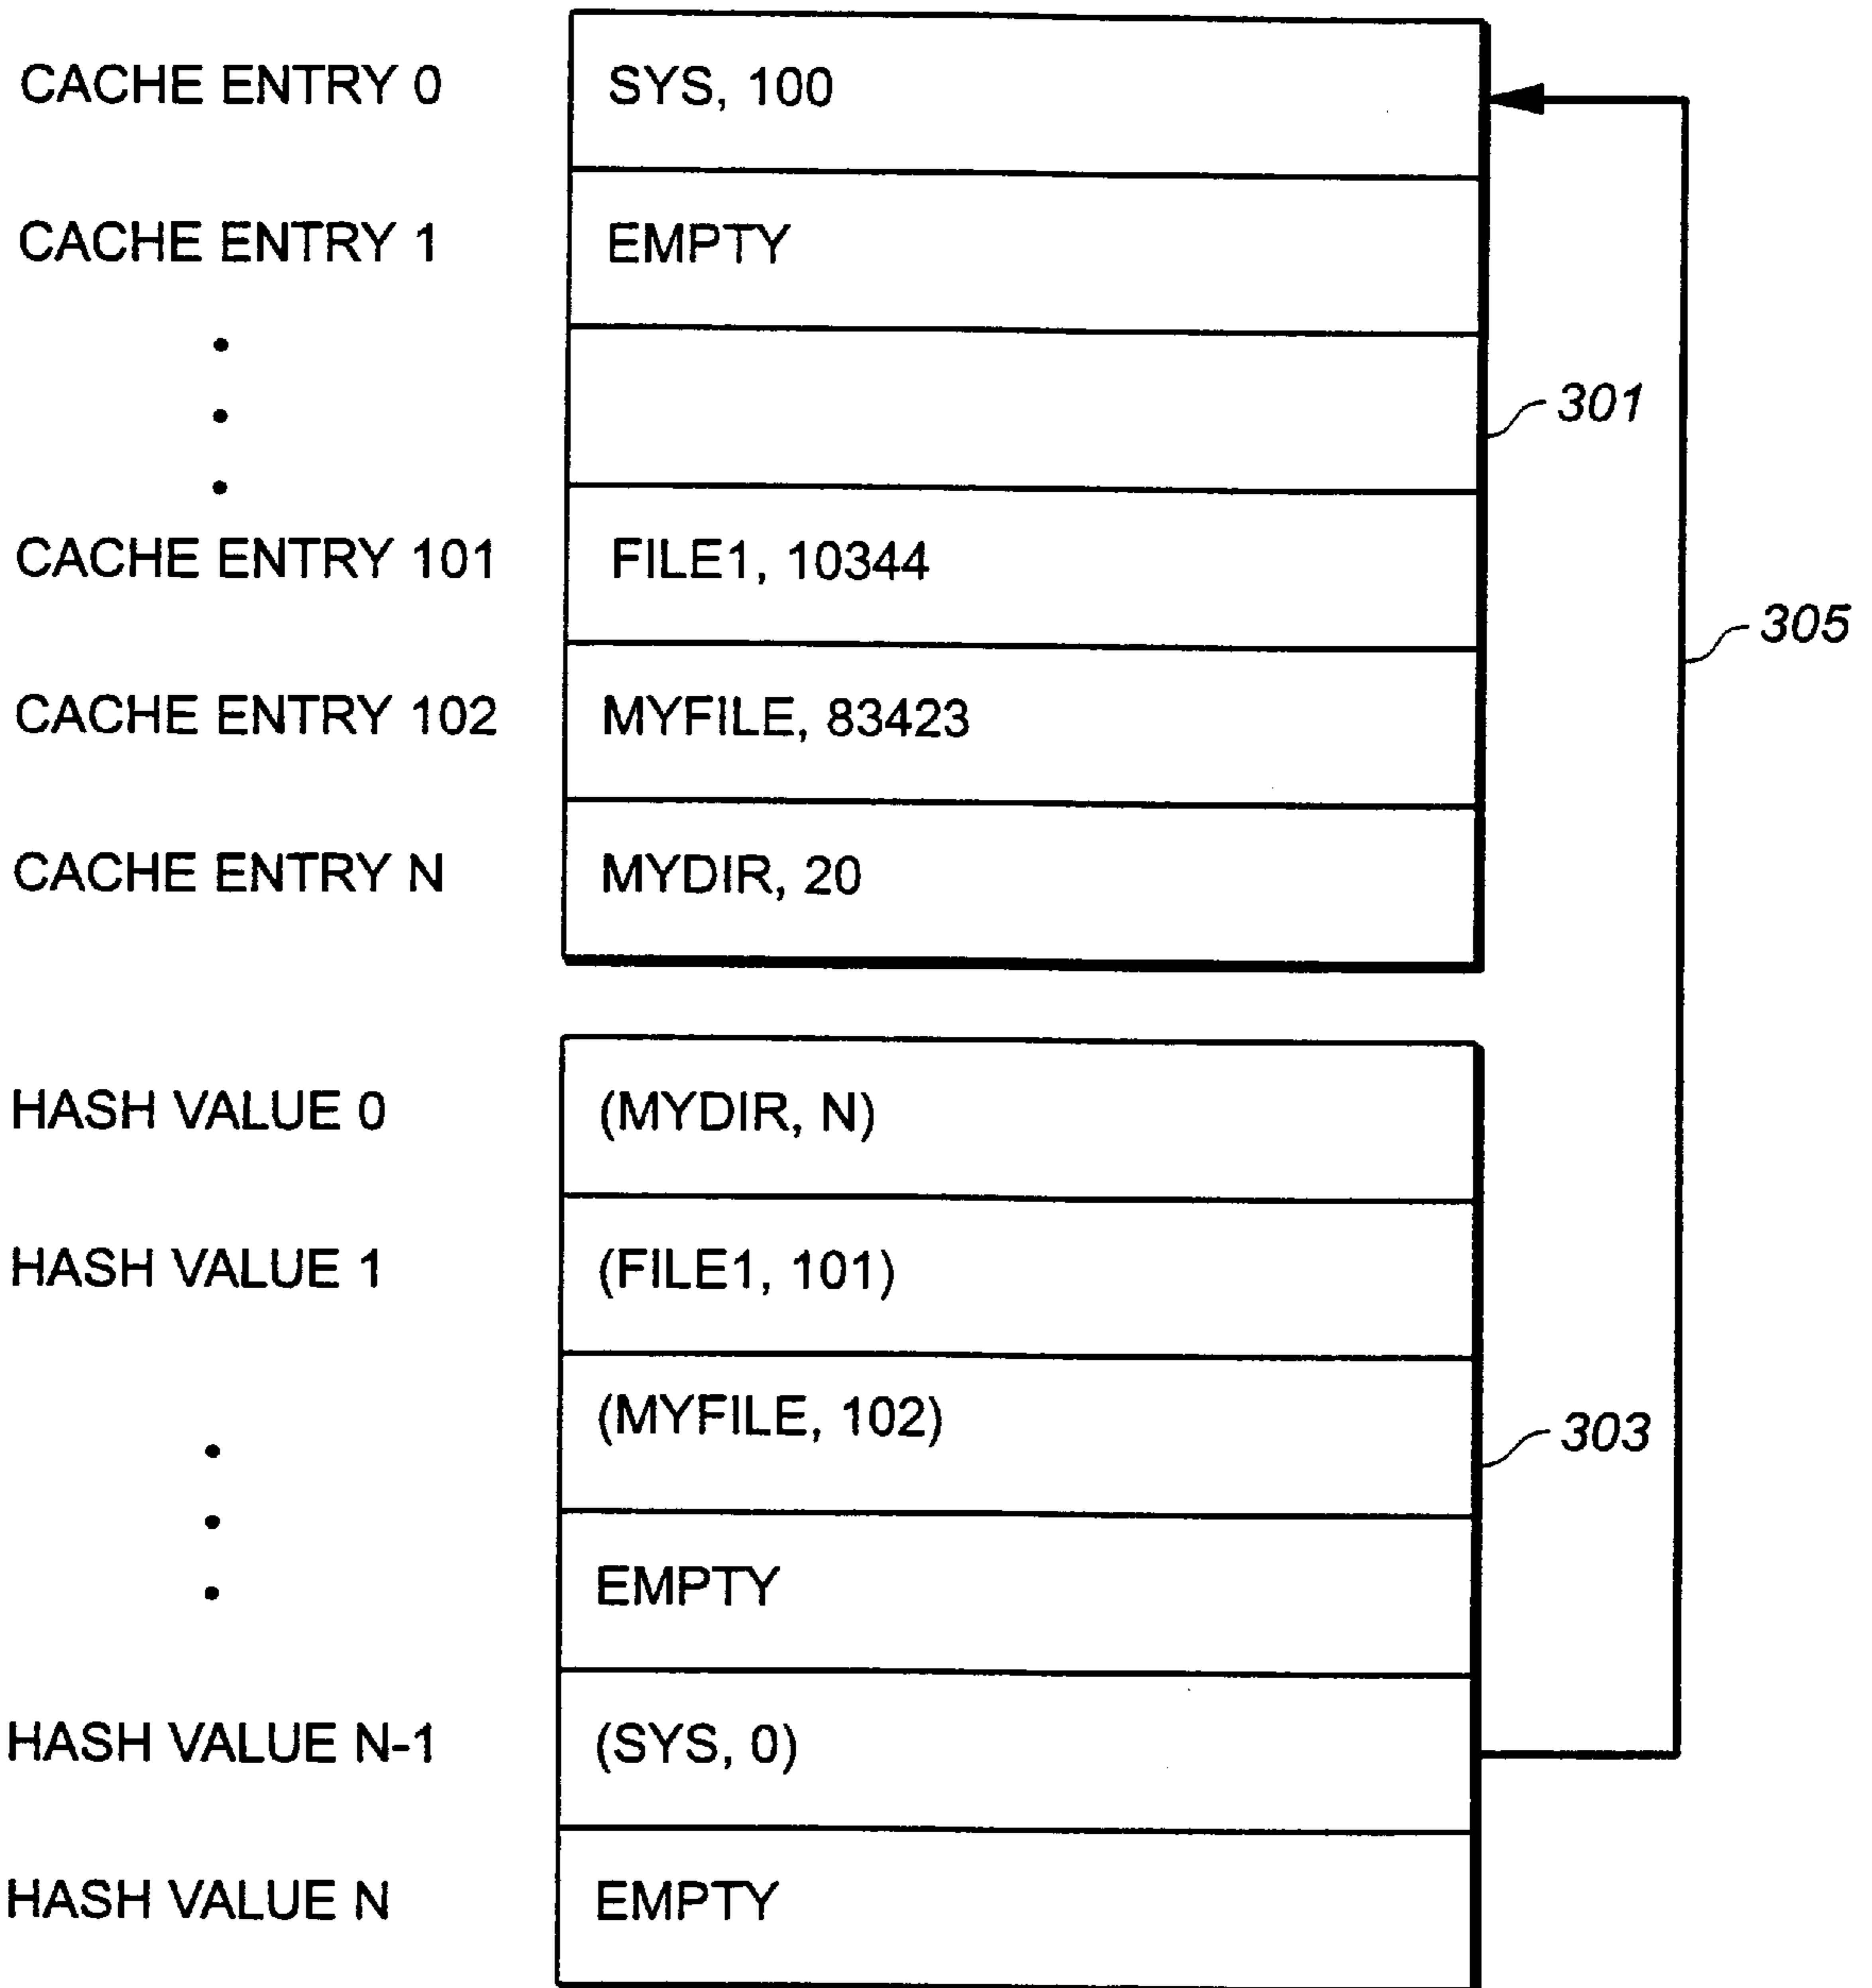 CACHE ENTRY 0 SYS, 100
CACHE ENTRY 1 EMPTY
301
CACHE ENTRY 101 FILE1, 10344
305
CACHE ENTRY 102 MYFILE, 83423
CACHE ENTRY N MYDIR, 20
HASH VALUE 0 (MYDIR, N)
HASH VALUE 1 (FILE1, 101)
(MYFILE, 102)
303
EMPTY
HASH VALUE N-1 (SYS, 0)
HASH VALUE N EMPTY